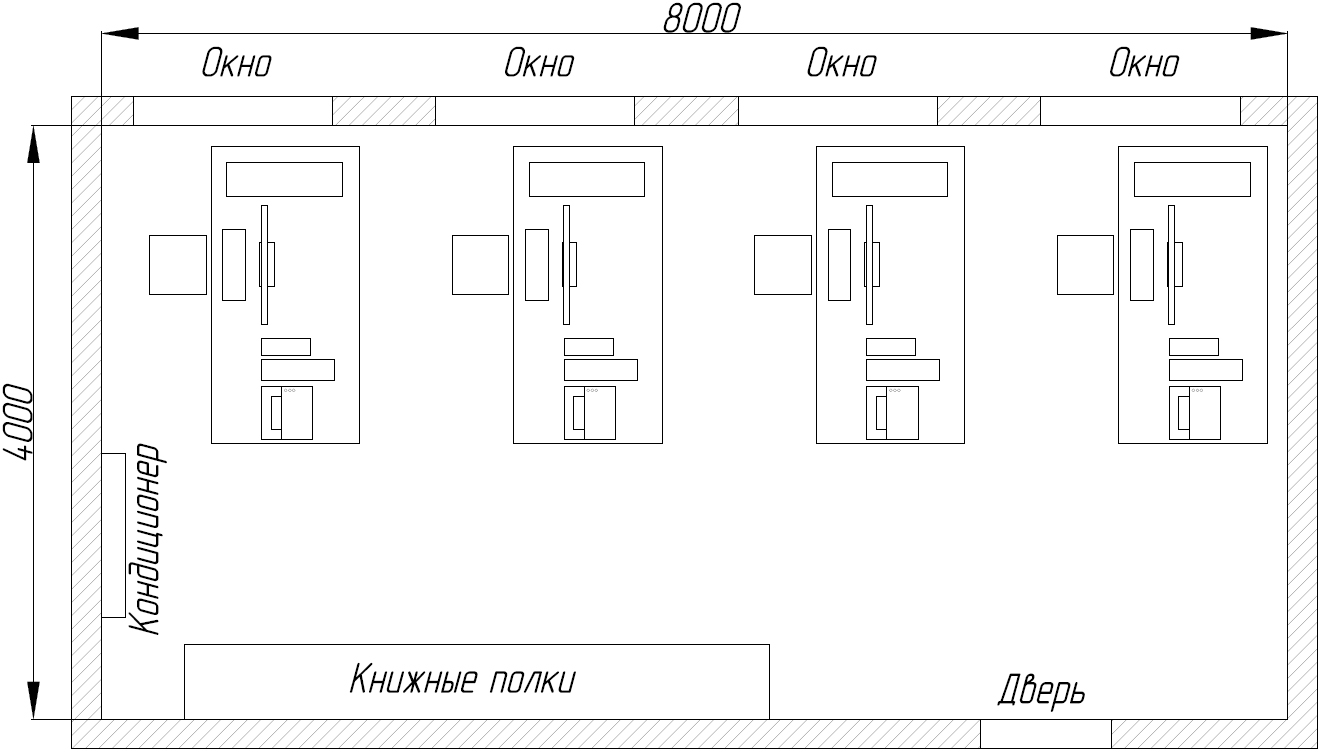 8000
Окно
Окно
Окно
Окно
4000
Кондиционер
Книжные полки
Дверь